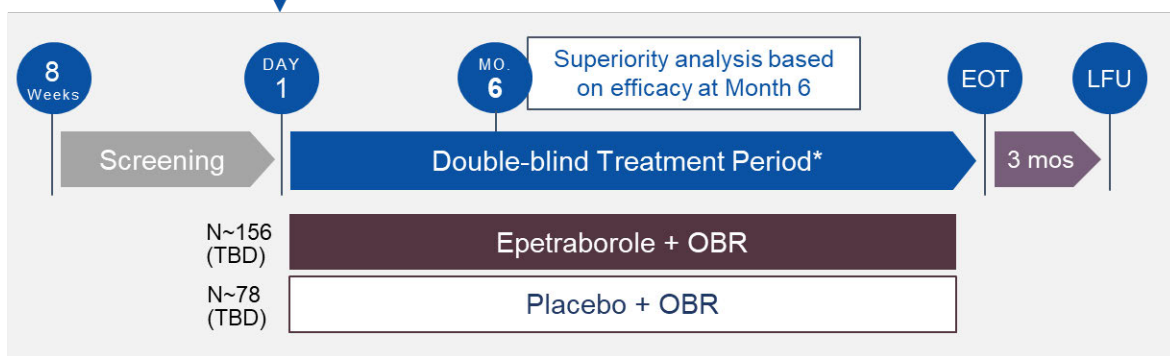 8
Weeks
DAY
1
MO.
6
Superiority analysis based
on efficacy at Month 6
EOT
LFU
Screening
Double-blind Treatment Period*
3 mos
N~156
(TBD)
Epetraborole + OBR
N~78
(TBD)
Placebo + OBR